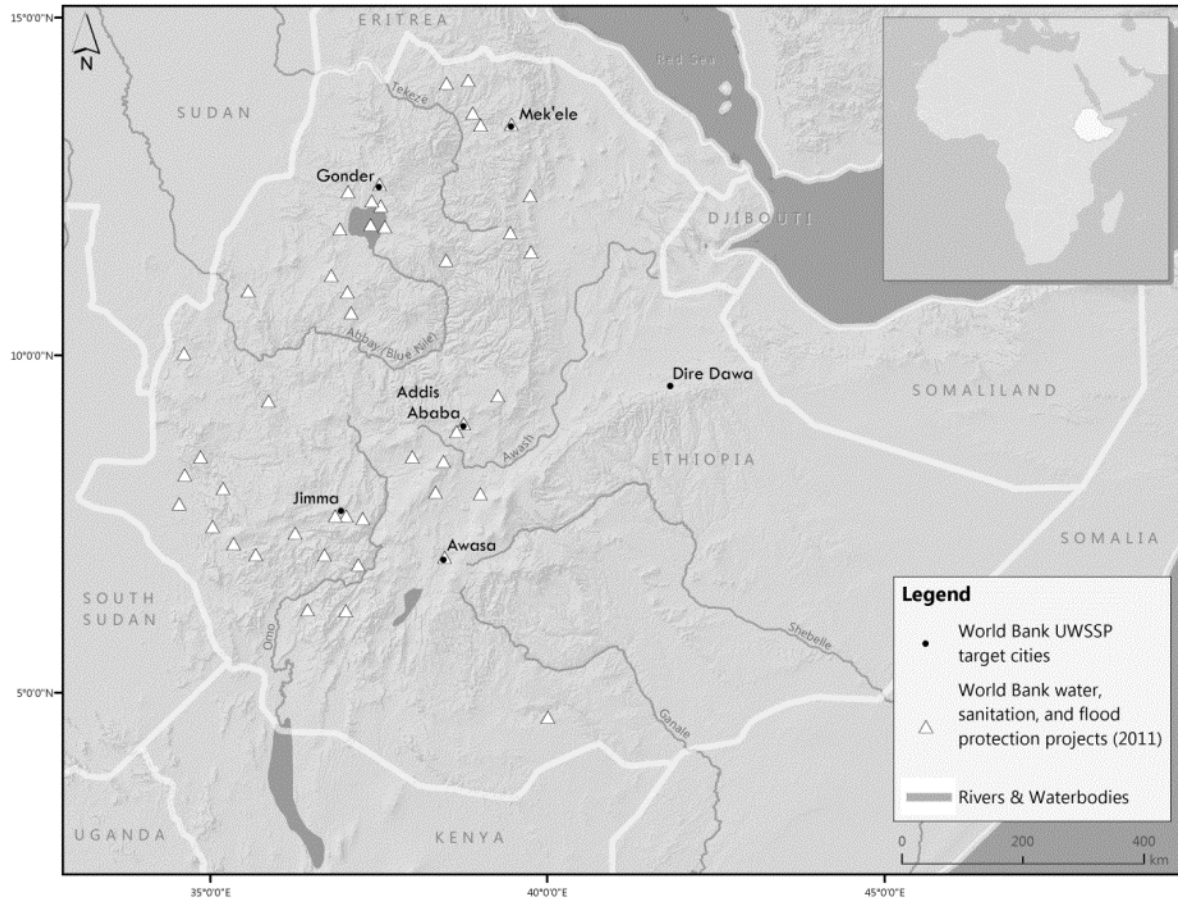 15°0'0"N
ERITREA
Red Sea
N
SUDAN
Tekeze
Mek'ele
Gonder
DJIBOUTI
Abbay (Blue Nile)
10°0'0"N
Dire Dawa
SOMALILAND
Addis
Ababa
Awash
ETHIOPIA
Jimma
Awasa
SOMALIA
SOUTH
SUDAN
Omo
Shebelle
5°0'0"N
Ganale
UGANDA
KENYA
Legend
World Bank UWSSP
target cities
World Bank water,
sanitation, and flood
protection projects (2011)
Rivers & Waterbodies
0 200 400
km
35°0'0"E 40°0'0"E 45°0'0"E